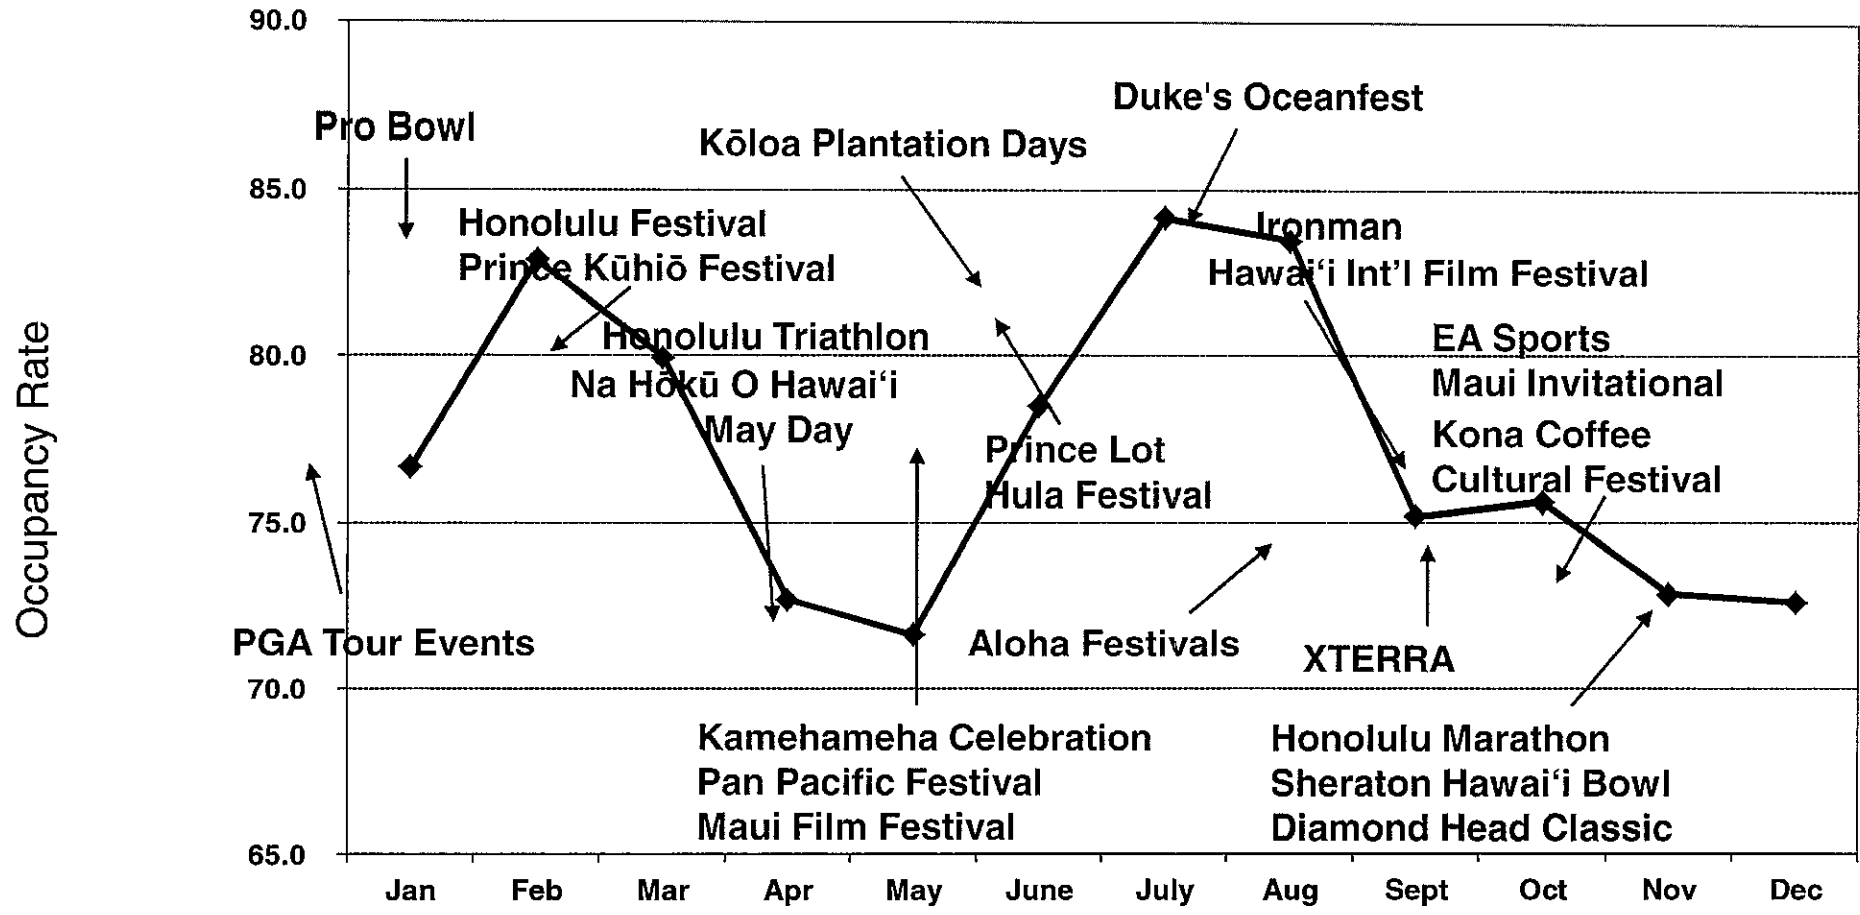 90.0
Duke's Oceanfest
Pro Bowl
Kōloa Plantation Days
85.0
Honolulu Festival
Prince Kūhiō Festival
Ironman
Hawai‘i Int’l Film Festival
Honolulu Triathlon
Na Hōkū O Hawai‘i
May Day
80.0
EA Sports
Maui Invitational
Kona Coffee
Cultural Festival
Prince Lot
Hula Festival
Occupancy Rate
75.0
PGA Tour Events
Aloha Festivals
XTERRA
70.0
Kamehameha Celebration
Pan Pacific Festival
Maui Film Festival
Honolulu Marathon
Sheraton Hawai‘i Bowl
Diamond Head Classic
65.0
Jan Feb Mar Apr May June July Aug Sept Oct Nov Dec